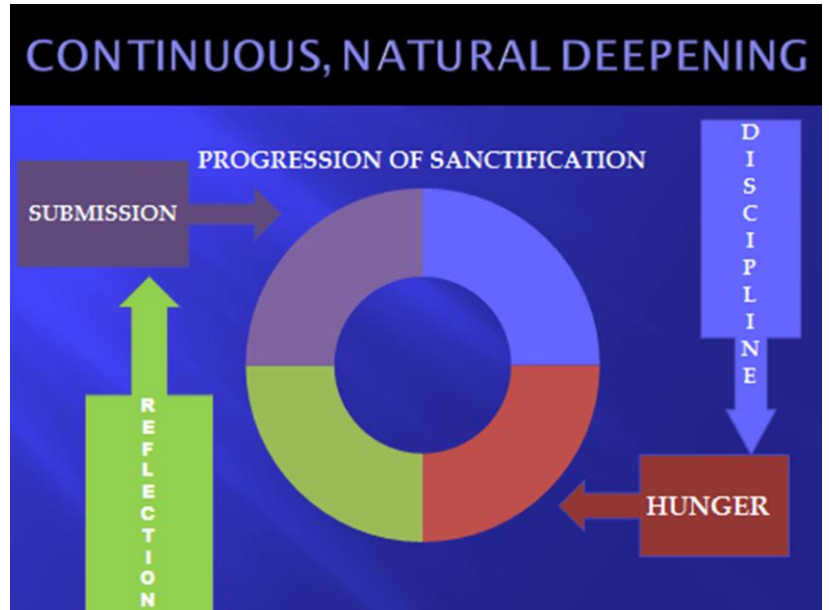 CONTINUOUS, NATURAL DEEPENING
PROGRESSION OF SANCTIFICATION
SUBMISSION
DISCIPLINE
REFLECTION
HUNGER